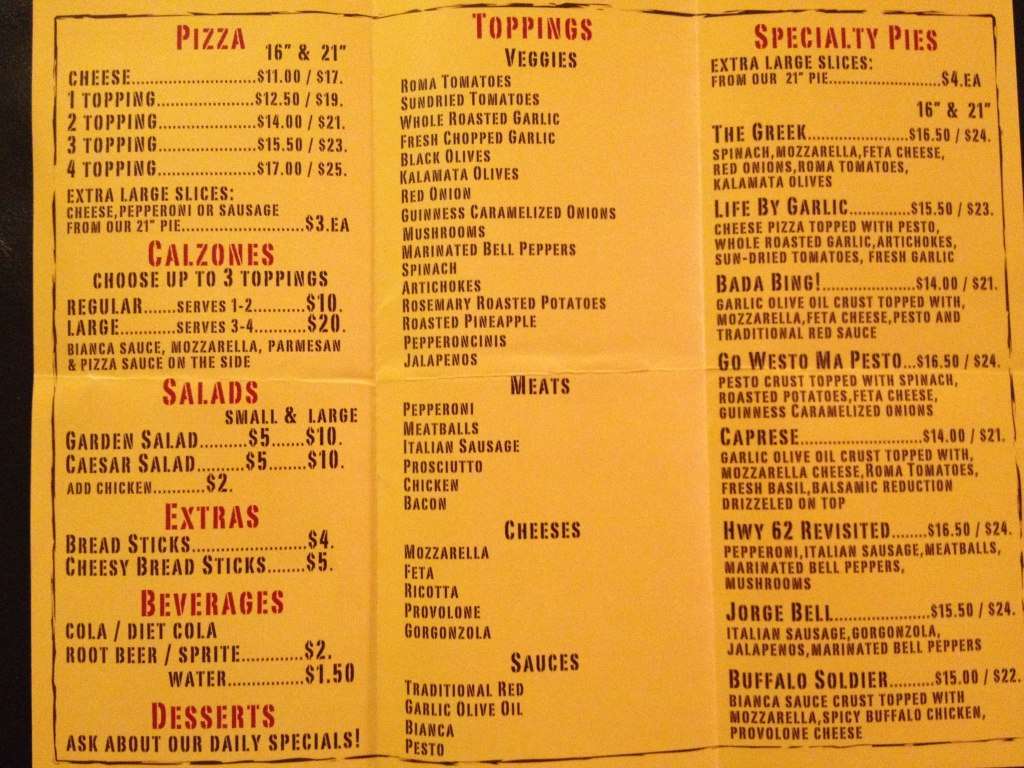 PIZZA
16" & 21"
CHEESE..........................$11.00 / $17.
1 TOPPING....................$12.50 / $19.
2 TOPPING....................$14.00 / $21.
3 TOPPING....................$15.50 / $23.
4 TOPPING....................$17.00 / $25.
EXTRA LARGE SLICES:
CHEESE,PEPPERONI OR SAUSAGE
FROM OUR 21" PIE..........................$3.EA
CALZONES
CHOOSE UP TO 3 TOPPINGS
REGULAR......SERVES 1-2...........$10.
LARGE............SERVES 3-4...........$20.
BIANCA SAUCE, MOZZARELLA, PARMESAN
& PIZZA SAUCE ON THE SIDE
SALADS
SMALL & LARGE
GARDEN SALAD..........$5.......$10.
CAESAR SALAD..........$5.......$10.
ADD CHICKEN...........$2.
EXTRAS
BREAD STICKS.........................$4.
CHEESY BREAD STICKS........$5.
BEVERAGES
COLA / DIET COLA
ROOT BEER / SPRITE.............$2.
WATER................$1.50
DESSERTS
ASK ABOUT OUR DAILY SPECIALS!
TOPPINGS
VEGGIES
ROMA TOMATOES
SUNDRIED TOMATOES
WHOLE ROASTED GARLIC
FRESH CHOPPED GARLIC
BLACK OLIVES
KALAMATA OLIVES
RED ONION
GUINNESS CARAMELIZED ONIONS
MUSHROOMS
MARINATED BELL PEPPERS
SPINACH
ARTICHOKES
ROSEMARY ROASTED POTATOES
ROASTED PINEAPPLE
PEPPERONCINIS
JALAPENOS
MEATS
PEPPERONI
MEATBALLS
ITALIAN SAUSAGE
PROSCIUTTO
CHICKEN
BACON
CHEESES
MOZZARELLA
FETA
RICOTTA
PROVOLONE
GORGONZOLA
SAUCES
TRADITIONAL RED
GARLIC OLIVE OIL
BIANCA
PESTO
SPECIALTY PIES
EXTRA LARGE SLICES:
FROM OUR 21" PIE........................$4.EA
16" & 21"
THE GREEK.....................$16.50 / $24.
SPINACH,MOZZARELLA,FETA CHEESE,
RED ONIONS,ROMA TOMATOES,
KALAMATA OLIVES
LIFE BY GARLIC.............$15.50 / $23.
CHEESE PIZZA TOPPED WITH PESTO,
WHOLE ROASTED GARLIC,ARTICHOKES,
SUN-DRIED TOMATOES, FRESH GARLIC
BADA BING!.........................$14.00 / $21.
GARLIC OLIVE OIL CRUST TOPPED WITH,
MOZZARELLA,FETA CHEESE,PESTO AND
TRADITIONAL RED SAUCE
GO WESTO MA PESTO...$16.50 / $24.
PESTO CRUST TOPPED WITH SPINACH,
ROASTED POTATOES,FETA CHEESE,
GUINNESS CARAMELIZED ONIONS
CAPRESE.........................$14.00 / $21.
GARLIC OLIVE OIL CRUST TOPPED WITH,
MOZZARELLA CHEESE,ROMA TOMATOES,
FRESH BASIL,BALSAMIC REDUCTION
DRIZZELED ON TOP
HWY 62 REVISITED.......$16.50 / $24.
PEPPERONI,ITALIAN SAUSAGE,MEATBALLS,
MARINATED BELL PEPPERS,
MUSHROOMS
JORGE BELL....................$15.50 / $24.
ITALIAN SAUSAGE,GORGONZOLA,
JALAPENOS,MARINATED BELL PEPPERS
BUFFALO SOLDIER.........$15.00 / $22.
BIANCA SAUCE CRUST TOPPED WITH
MOZZARELLA,SPICY BUFFALO CHICKEN,
PROVOLONE CHEESE